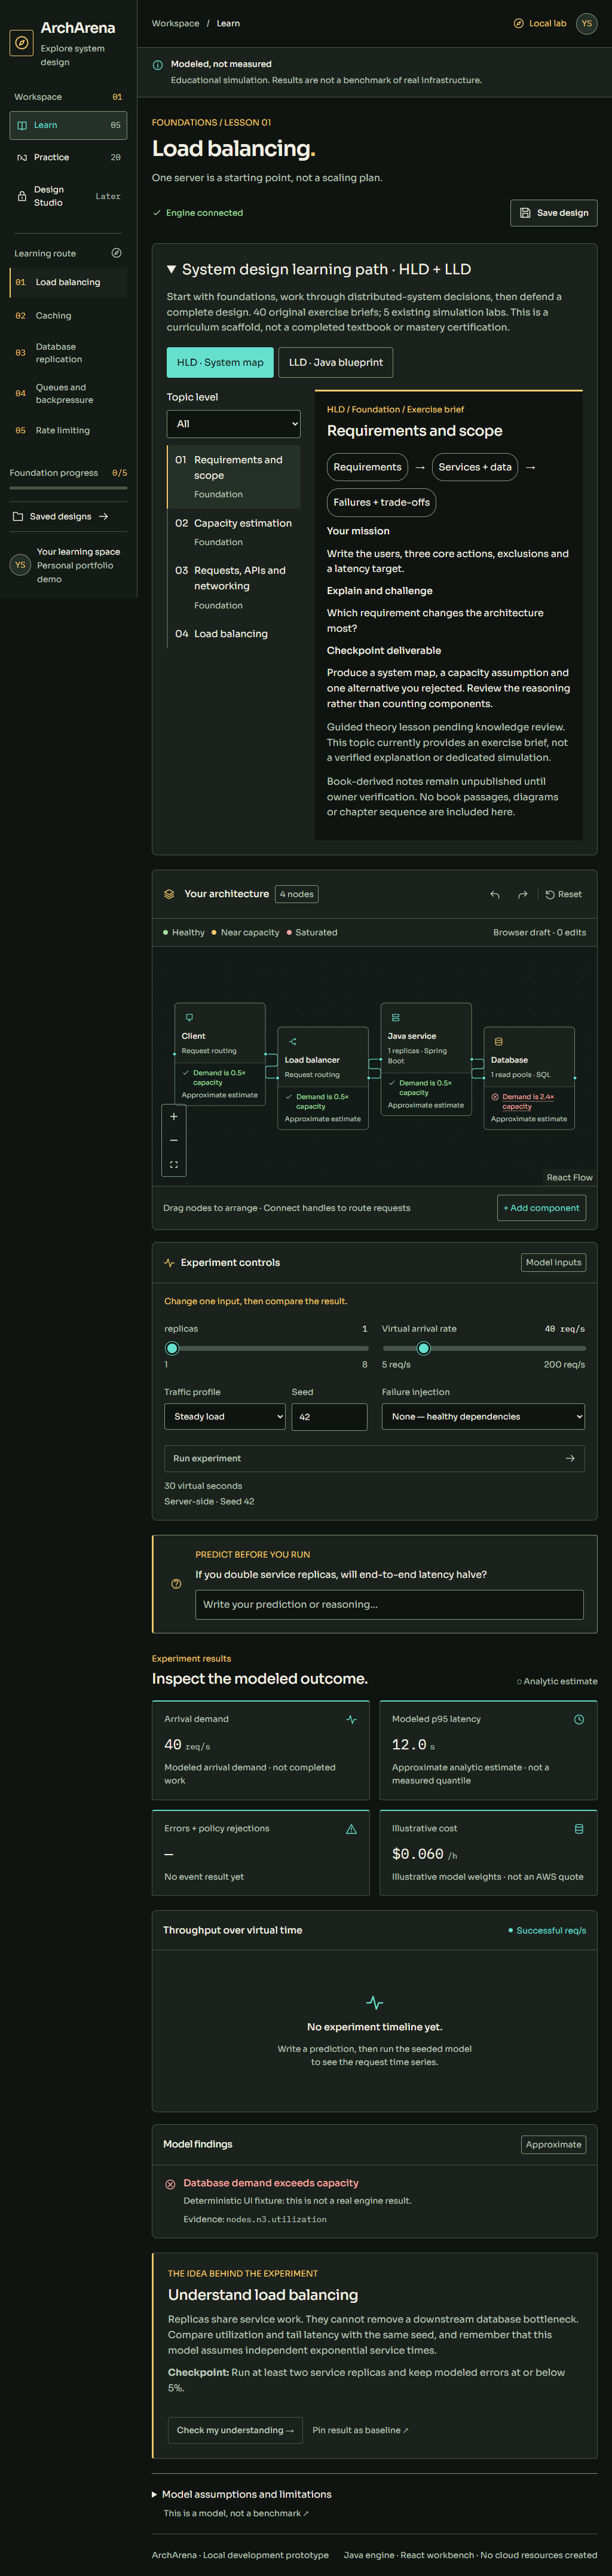 ArchArena
Explore system
design
Workspace 01
Learn 05
Practice 20
Design
Studio
Later
Learning route
01 Load balancing
02 Caching
03 Database
replication
04 Queues and
backpressure
05 Rate limiting
Foundation progress 0/5
Saved designs →
YS
Your learning space
Personal portfolio
demo
Workspace / Learn
Local lab YS
Modeled, not measured
Educational simulation. Results are not a benchmark of real infrastructure.
FOUNDATIONS / LESSON 01
Load balancing.
One server is a starting point, not a scaling plan.
Engine connected
Save design
▼ System design learning path · HLD + LLD
Start with foundations, work through distributed-system decisions, then defend a
complete design. 40 original exercise briefs; 5 existing simulation labs. This is a
curriculum scaffold, not a completed textbook or mastery certification.
HLD · System map
LLD · Java blueprint
Topic level
All
01 Requirements and
scope
Foundation
02 Capacity estimation
Foundation
03 Requests, APIs and
networking
Foundation
04 Load balancing
HLD / Foundation / Exercise brief
Requirements and scope
Requirements → Services + data →
Failures + trade-offs
Your mission
Write the users, three core actions, exclusions and
a latency target.
Explain and challenge
Which requirement changes the architecture
most?
Checkpoint deliverable
Produce a system map, a capacity assumption and
one alternative you rejected. Review the reasoning
rather than counting components.
Guided theory lesson pending knowledge review.
This topic currently provides an exercise brief, not
a verified explanation or dedicated simulation.
Book-derived notes remain unpublished until
owner verification. No book passages, diagrams
or chapter sequence are included here.
Your architecture 4 nodes
Reset
Healthy Near capacity Saturated
Browser draft · 0 edits
Client
Request routing
Demand is 0.5×
capacity
Approximate estimate
Load balancer
Request routing
Demand is 0.5×
capacity
Approximate estimate
Java service
1 replicas · Spring
Boot
Demand is 0.5×
capacity
Approximate estimate
Database
1 read pools · SQL
Demand is 2.4×
capacity
Approximate estimate
React Flow
Drag nodes to arrange · Connect handles to route requests
+ Add component
Experiment controls
Model inputs
Change one input, then compare the result.
replicas 1
1 8
Virtual arrival rate 40 req/s
5 req/s 200 req/s
Traffic profile
Steady load
Seed
42
Failure injection
None — healthy dependencies
Run experiment →
30 virtual seconds
Server-side · Seed 42
PREDICT BEFORE YOU RUN
If you double service replicas, will end-to-end latency halve?
Write your prediction or reasoning...
Experiment results
Inspect the modeled outcome.
○ Analytic estimate
Arrival demand
40 req/s
Modeled arrival demand · not completed
work
Modeled p95 latency
12.0 s
Approximate analytic estimate · not a
measured quantile
Errors + policy rejections
—
No event result yet
Illustrative cost
$0.060 /h
Illustrative model weights · not an AWS quote
Throughput over virtual time
Successful req/s
No experiment timeline yet.
Write a prediction, then run the seeded model
to see the request time series.
Model findings
Approximate
Database demand exceeds capacity
Deterministic UI fixture: this is not a real engine result.
Evidence: nodes.n3.utilization
THE IDEA BEHIND THE EXPERIMENT
Understand load balancing
Replicas share service work. They cannot remove a downstream database bottleneck.
Compare utilization and tail latency with the same seed, and remember that this
model assumes independent exponential service times.
Checkpoint: Run at least two service replicas and keep modeled errors at or below
5%.
Check my understanding →
Pin result as baseline ↗
▶ Model assumptions and limitations
This is a model, not a benchmark ↗
ArchArena · Local development prototype
Java engine · React workbench · No cloud resources created